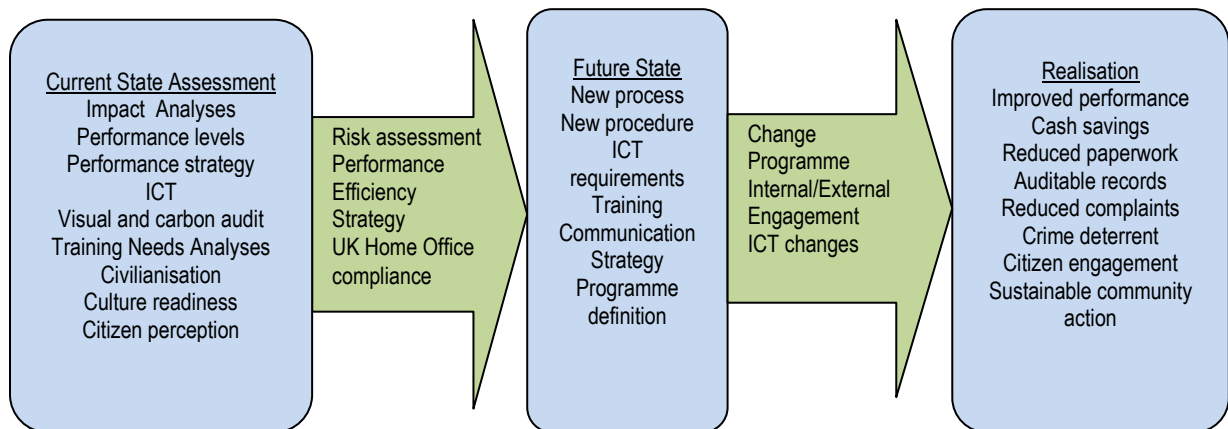 Current State Assessment
Impact Analyses
Performance levels
Performance strategy
ICT
Visual and carbon audit
Training Needs Analyses
Civilianisation
Culture readiness
Citizen perception
Risk assessment
Performance
Efficiency
Strategy
UK Home Office
compliance
Future State
New process
New procedure
ICT
requirements
Training
Communication
Strategy
Programme
definition
Change
Programme
Internal/External
Engagement
ICT changes
Realisation
Improved performance
Cash savings
Reduced paperwork
Auditable records
Reduced complaints
Crime deterrent
Citizen engagement
Sustainable community
action